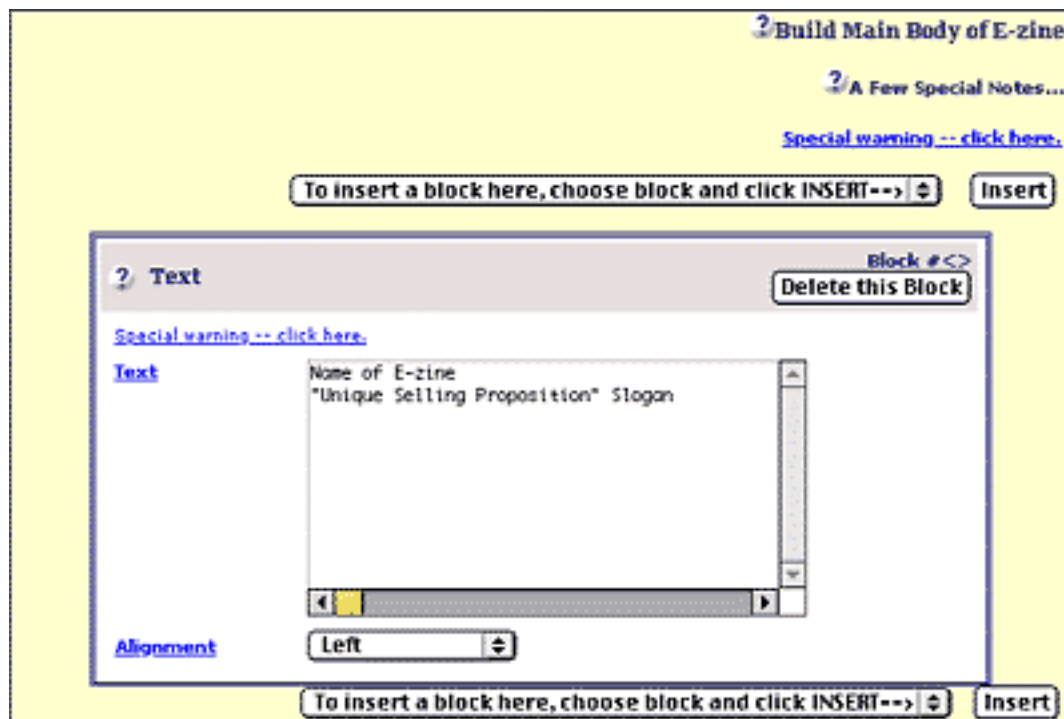 ?Build Main Body of E-zine
?A Few Special Notes...
Special warning -- click here.
To insert a block here, choose block and click INSERT--> Insert
? Text
Block #<>
Delete this Block
Special warning -- click here.
Text
Name of E-zine
"Unique Selling Proposition" Slogan
Alignment Left
To insert a block here, choose block and click INSERT--> Insert